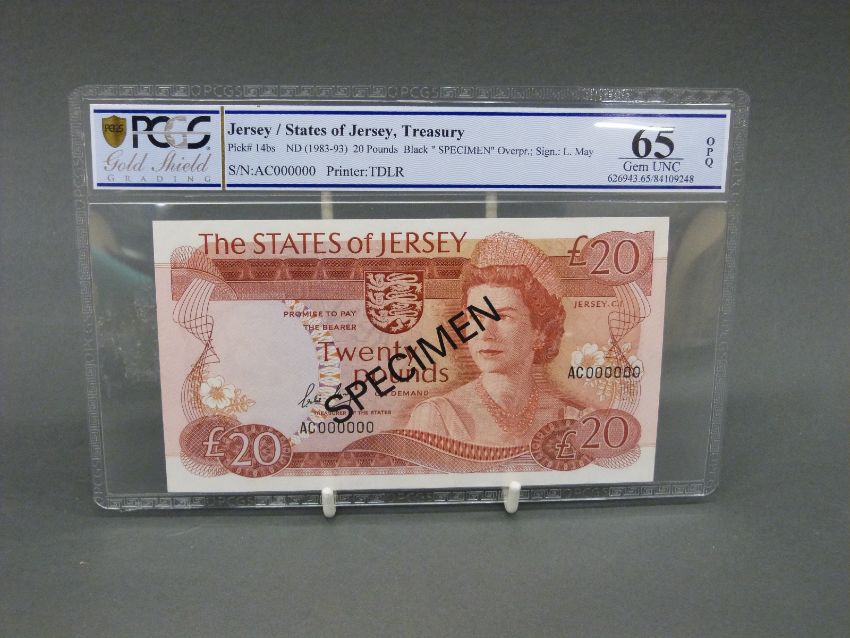 PCGS
Gold Shield
GRADING
Jersey / States of Jersey, Treasury
Pick# 14bs ND (1983-93) 20 Pounds Black " SPECIMEN" Overpr.; Sign.: L. May
S/N:AC000000 Printer:TDLR
65
Gem UNC
626943.65/84109248
OPQ
The STATES of JERSEY
£20
JERSEY.C.I.
PROMISE TO PAY
THE BEARER
Twenty
pounds
ON DEMAND
TREASURER OF THE STATES
SPECIMEN
AC000000
AC000000
£20
£20